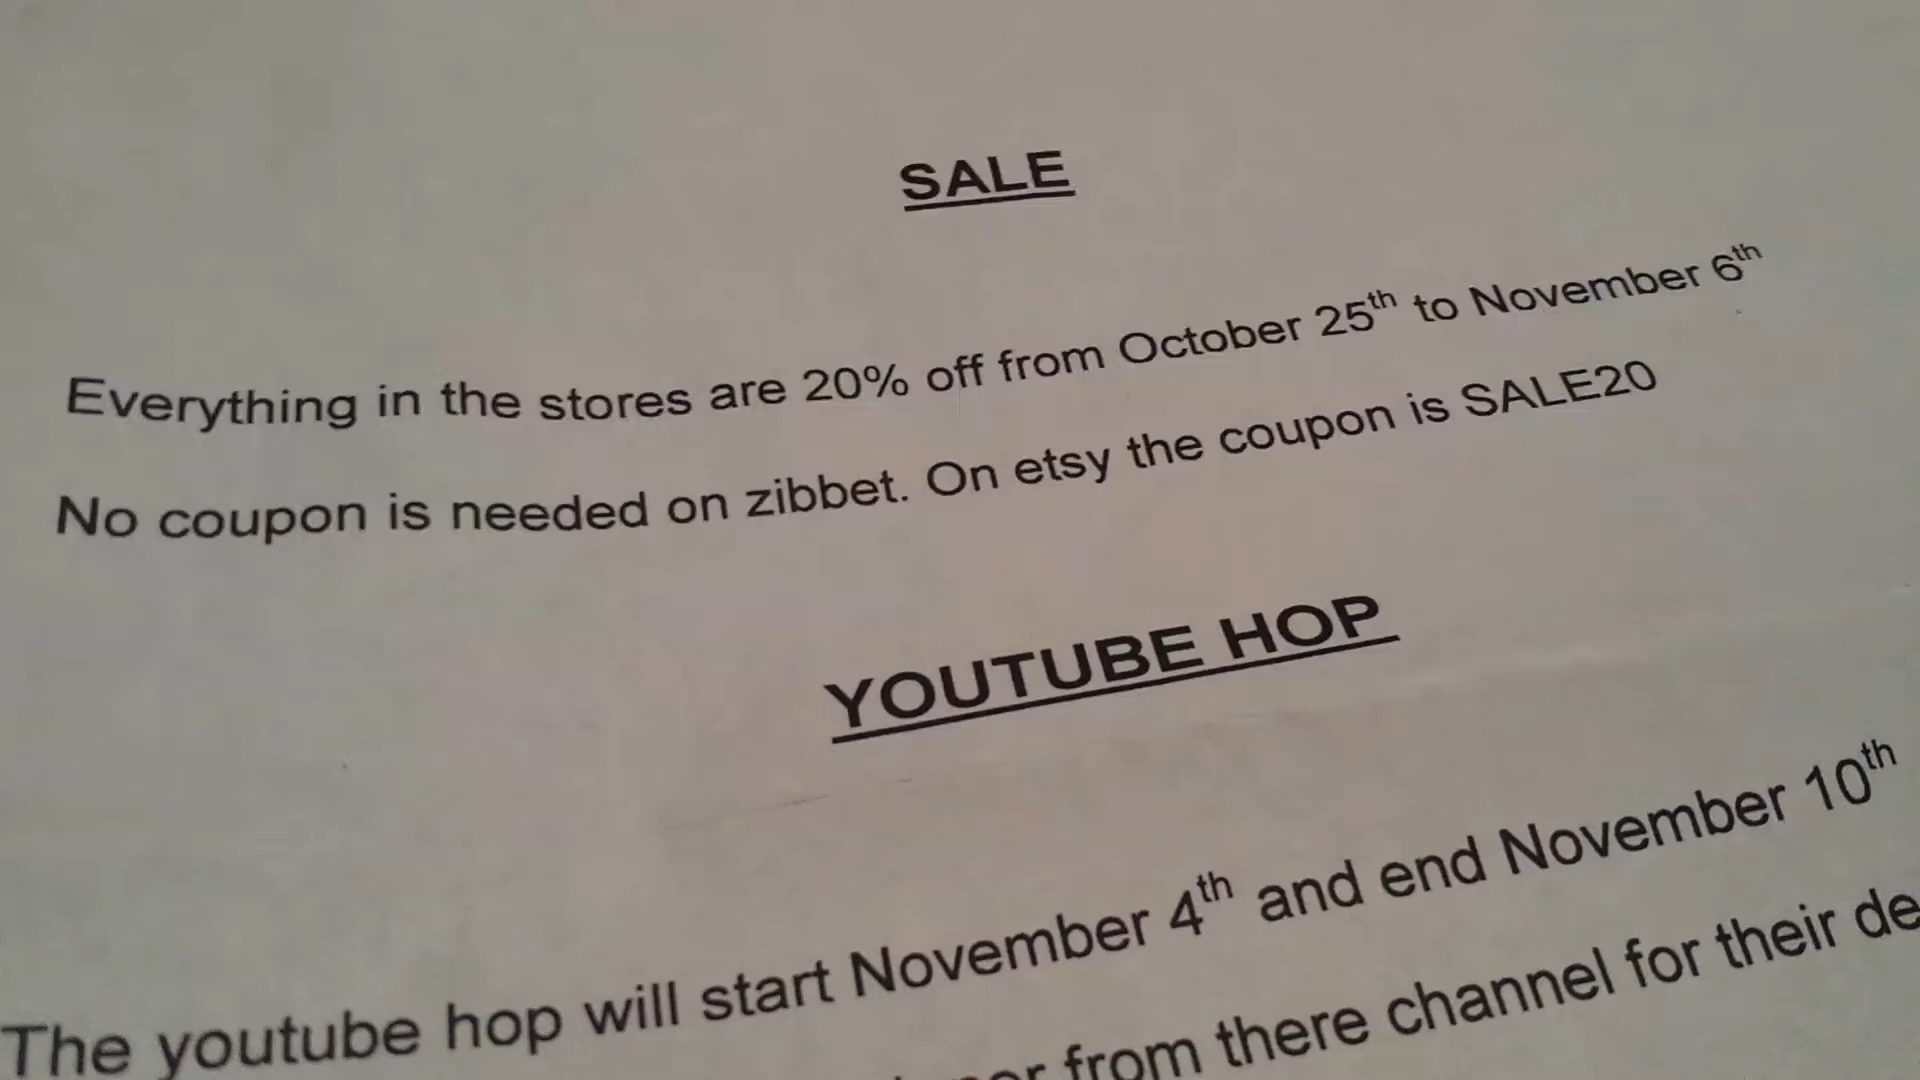 SALE
Everything in the stores are 20% off from October 25th to November 6th
No coupon is needed on zibbet. On etsy the coupon is SALE20
YOUTUBE HOP
The youtube hop will start November 4th and end November 10th
from there channel for their